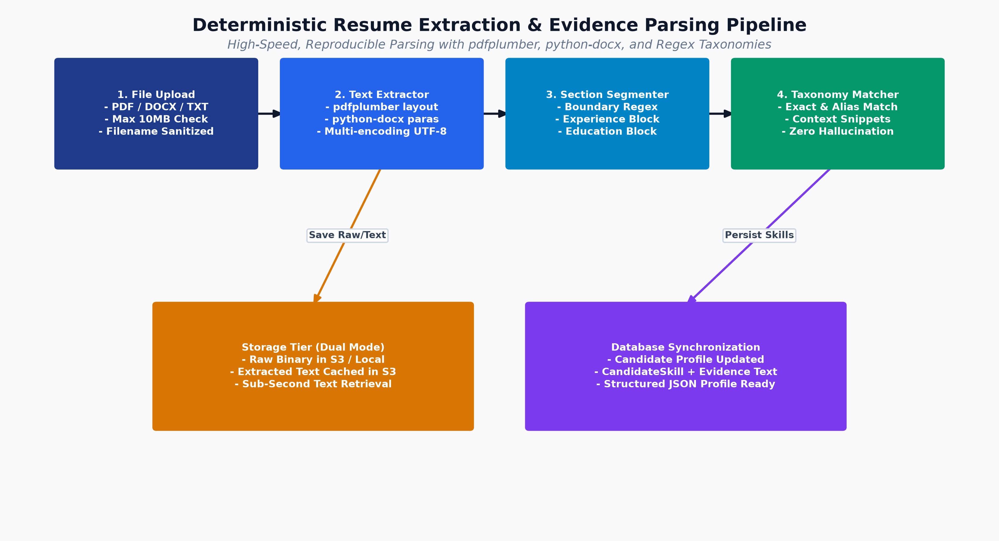 Deterministic Resume Extraction & Evidence Parsing Pipeline
High-Speed, Reproducible Parsing with pdfplumber, python-docx, and Regex Taxonomies
1. File Upload
- PDF / DOCX / TXT
- Max 10MB Check
- Filename Sanitized
2. Text Extractor
- pdfplumber layout
- python-docx paras
- Multi-encoding UTF-8
3. Section Segmenter
- Boundary Regex
- Experience Block
- Education Block
4. Taxonomy Matcher
- Exact & Alias Match
- Context Snippets
- Zero Hallucination
Save Raw/Text
Persist Skills
Storage Tier (Dual Mode)
- Raw Binary in S3 / Local
- Extracted Text Cached in S3
- Sub-Second Text Retrieval
Database Synchronization
- Candidate Profile Updated
- CandidateSkill + Evidence Text
- Structured JSON Profile Ready